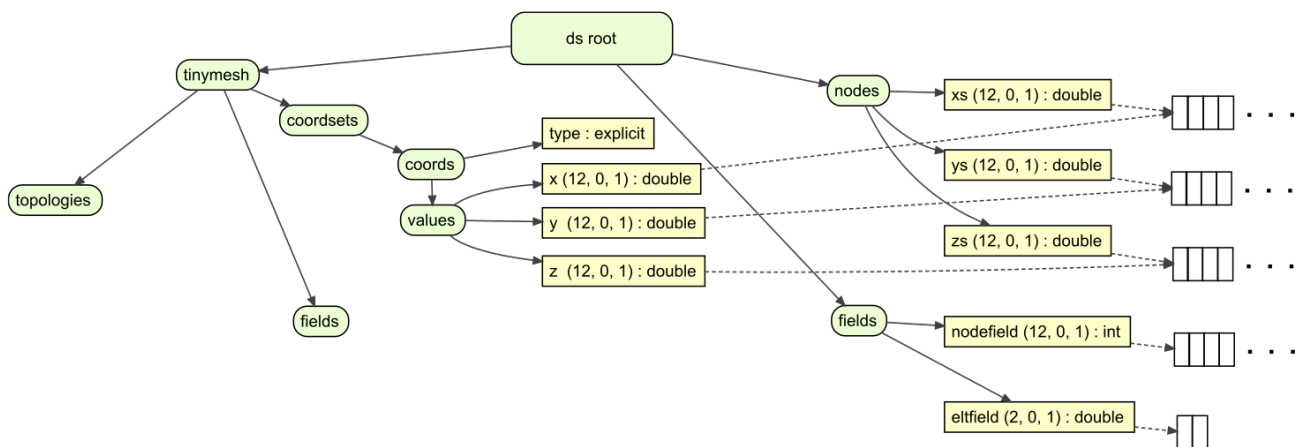 ds root
tinymesh
nodes
xs (12, 0, 1) : double
. . .
coordsets
type : explicit
coords
x (12, 0, 1) : double
ys (12, 0, 1) : double
. . .
topologies
values
y (12, 0, 1) : double
zs (12, 0, 1) : double
. . .
z (12, 0, 1) : double
fields
fields
nodefield (12, 0, 1) : int
. . .
eltfield (2, 0, 1) : double